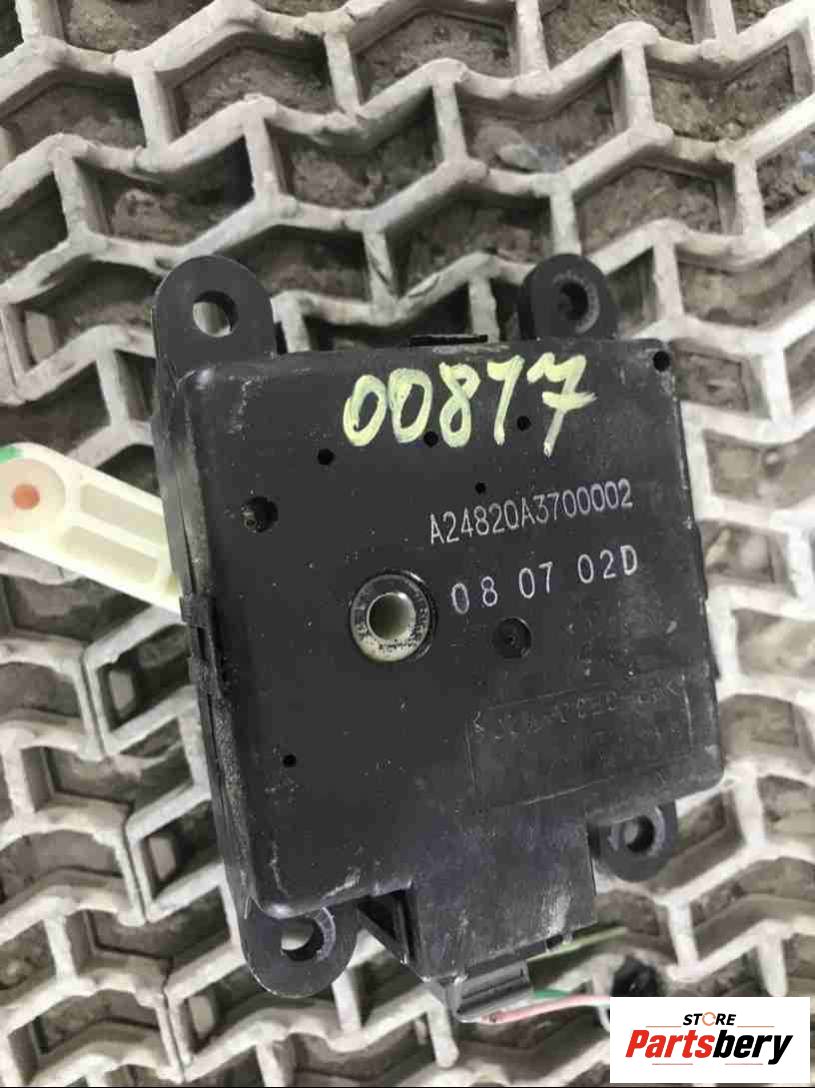 00877
A24820A3700002
08 07 02D
STORE
Partsbery